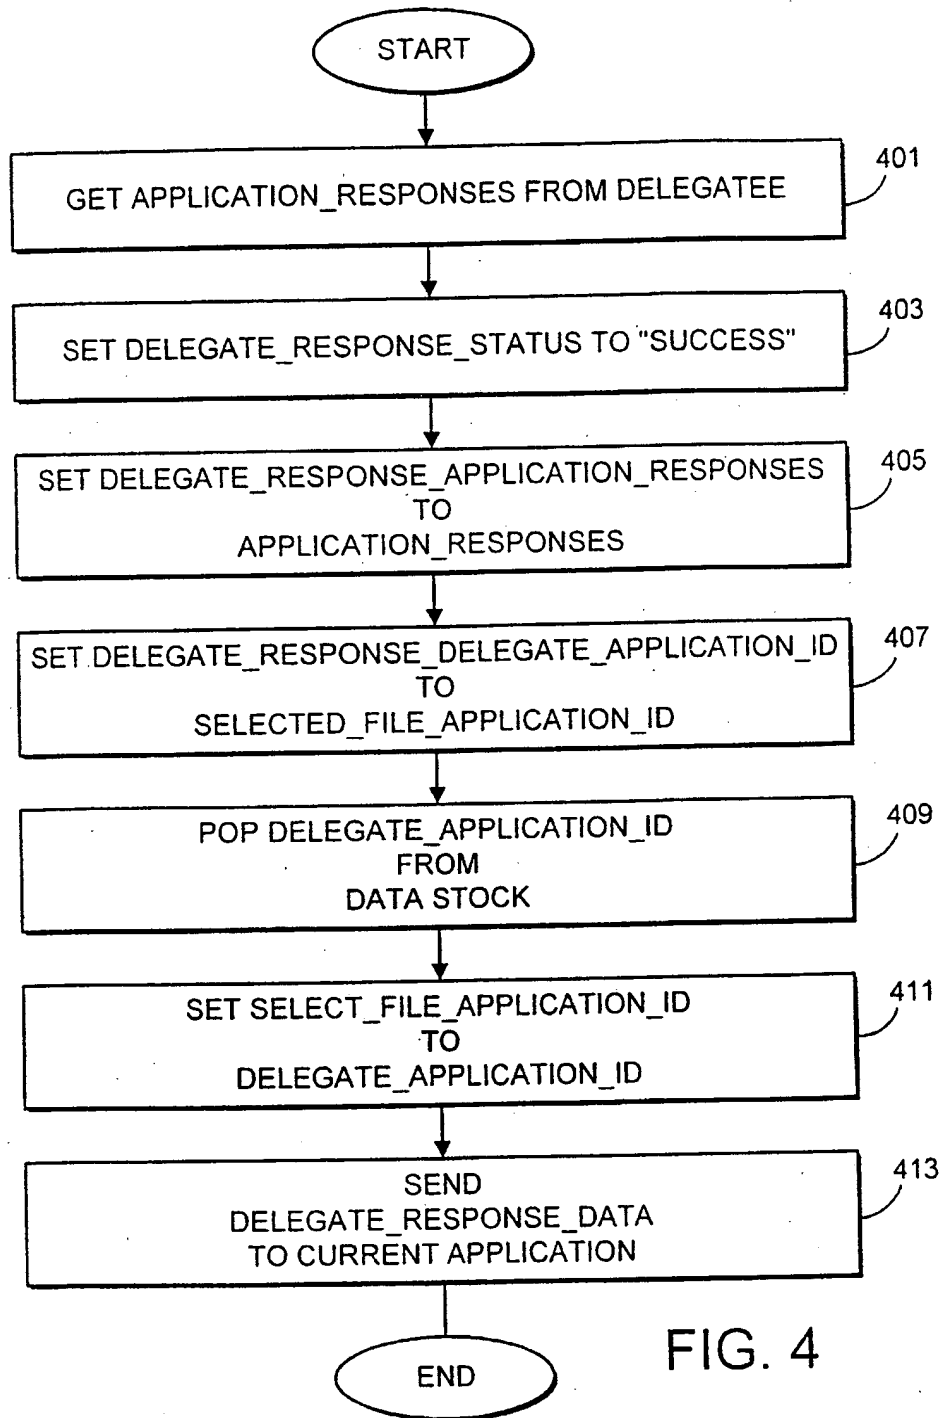 START
GET APPLICATION_RESPONSES FROM DELEGATEE
401
SET DELEGATE_RESPONSE_STATUS TO "SUCCESS"
403
SET DELEGATE_RESPONSE_APPLICATION_RESPONSES
TO
APPLICATION_RESPONSES
405
SET DELEGATE_RESPONSE_DELEGATE_APPLICATION_ID
TO
SELECTED_FILE_APPLICATION_ID
407
POP DELEGATE_APPLICATION_ID
FROM
DATA STOCK
409
SET SELECT_FILE_APPLICATION_ID
TO
DELEGATE_APPLICATION_ID
411
SEND
DELEGATE_RESPONSE_DATA
TO CURRENT APPLICATION
413
END
FIG. 4